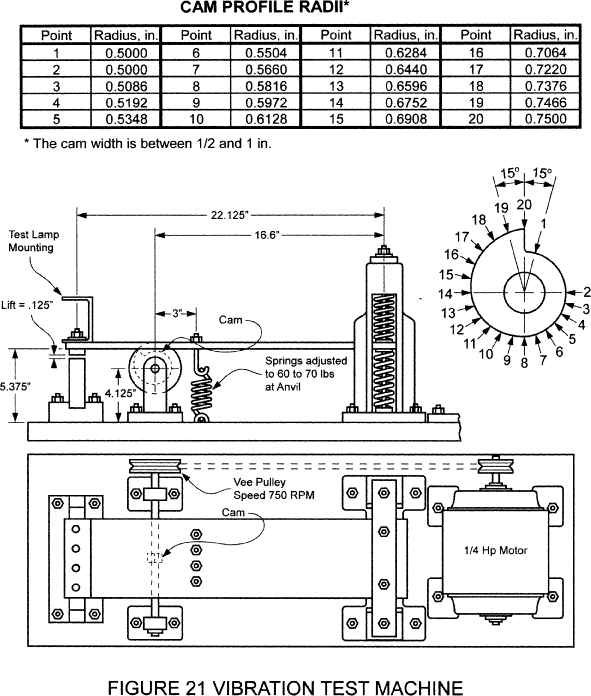 CAM PROFILE RADII*
Point Radius, in. Point Radius, in. Point Radius, in. Point Radius, in.
1 0.5000 6 0.5504 11 0.6284 16 0.7064
2 0.5000 7 0.5660 12 0.6440 17 0.7220
3 0.5086 8 0.5816 13 0.6596 18 0.7376
4 0.5192 9 0.5972 14 0.6752 19 0.7466
5 0.5348 10 0.6128 15 0.6908 20 0.7500
* The cam width is between 1/2 and 1 in.
15° 15°
20
19
1
18
17
16
15
14
13
12
11
10
9
8
7
6
5
4
3
2
22.125"
16.6"
Test Lamp
Mounting
Lift = .125"
3"
Cam
Springs adjusted
to 60 to 70 lbs
at Anvil
5.375"
4.125"
Vee Pulley
Speed 750 RPM
Cam
1/4 Hp Motor
FIGURE 21 VIBRATION TEST MACHINE